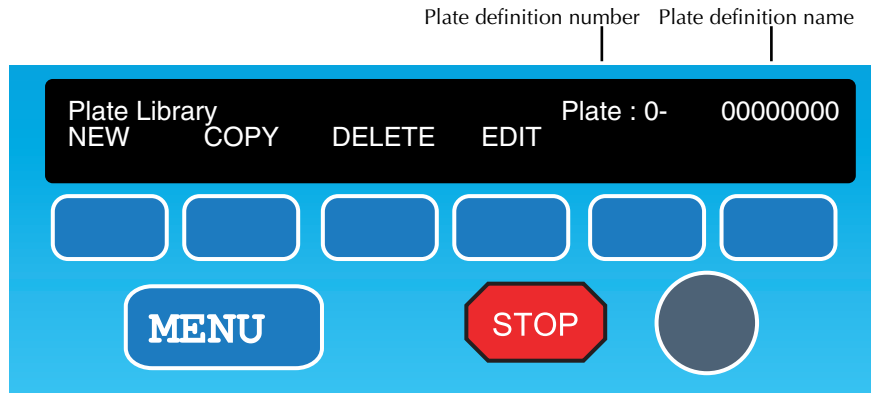 Plate definition number Plate definition name
Plate Library Plate : 0- 00000000
NEW COPY DELETE EDIT
MENU STOP